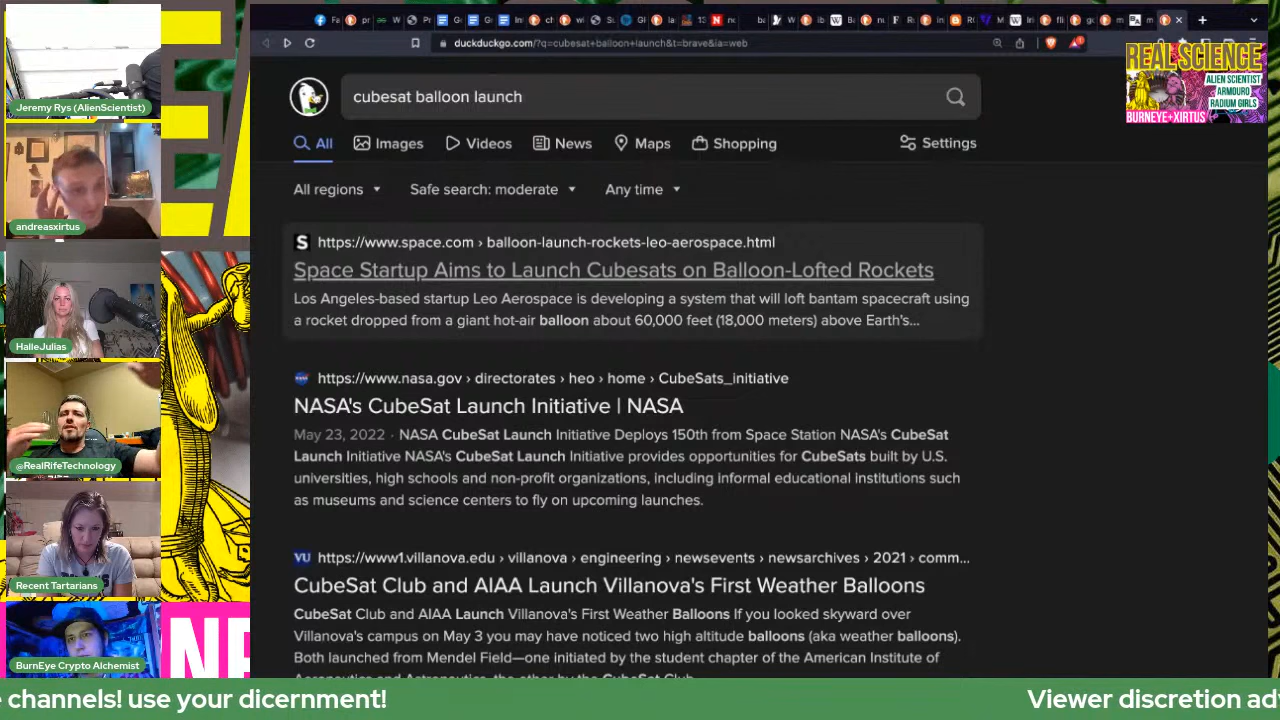 Jeremy Rys (AlienScientist)
andreasxirtus
HalleJulias
@RealRifeTechnology
Recent Tartarians
BurnEye Crypto Alchemist
duckduckgo.com/?q=cubesat+balloon+launch&t=brave&ia=web
REAL SCIENCE
ALIEN SCIENTIST
ARMOURO
RADIUM GIRLS
BURNEYE+XIRTUS
cubesat balloon launch
All Images Videos News Maps Shopping Settings
All regions Safe search: moderate Any time
https://www.space.com › balloon-launch-rockets-leo-aerospace.html
Space Startup Aims to Launch Cubesats on Balloon-Lofted Rockets
Los Angeles-based startup Leo Aerospace is developing a system that will loft bantam spacecraft using
a rocket dropped from a giant hot-air balloon about 60,000 feet (18,000 meters) above Earth's...
https://www.nasa.gov › directorates › heo › home › CubeSats_initiative
NASA's CubeSat Launch Initiative | NASA
May 23, 2022 · NASA CubeSat Launch Initiative Deploys 150th from Space Station NASA's CubeSat
Launch Initiative NASA's CubeSat Launch Initiative provides opportunities for CubeSats built by U.S.
universities, high schools and non-profit organizations, including informal educational institutions such
as museums and science centers to fly on upcoming launches.
VU https://www1.villanova.edu › villanova › engineering › newsevents › newsarchives › 2021 › comm...
CubeSat Club and AIAA Launch Villanova's First Weather Balloons
CubeSat Club and AIAA Launch Villanova's First Weather Balloons If you looked skyward over
Villanova's campus on May 3 you may have noticed two high altitude balloons (aka weather balloons).
Both launched from Mendel Field—one initiated by the student chapter of the American Institute of
channels! use your dicernment!
Viewer discretion